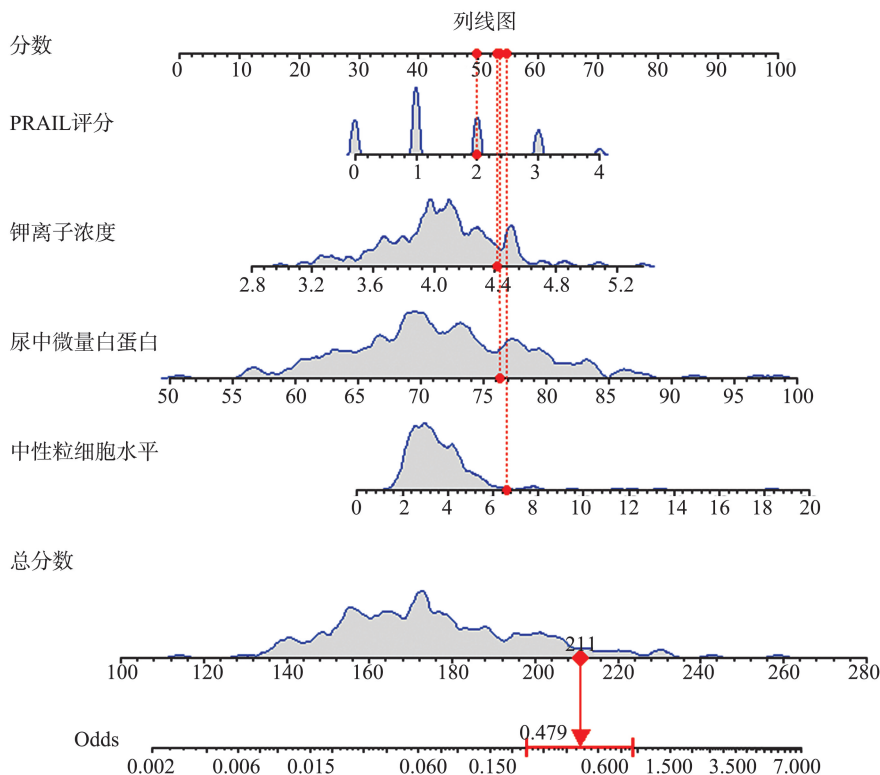 列线图
分数
0 10 20 30 40 50 60 70 80 90 100
PRAIL评分
0 1 2 3 4
钾离子浓度
2.8 3.2 3.6 4.0 4.4 4.8 5.2
尿中微量白蛋白
50 55 60 65 70 75 80 85 90 95 100
中性粒细胞水平
0 2 4 6 8 10 12 14 16 18 20
总分数
211
100 120 140 160 180 200 220 240 260 280
0.479
Odds
0.002 0.006 0.015 0.060 0.150 0.600 1.500 3.500 7.000